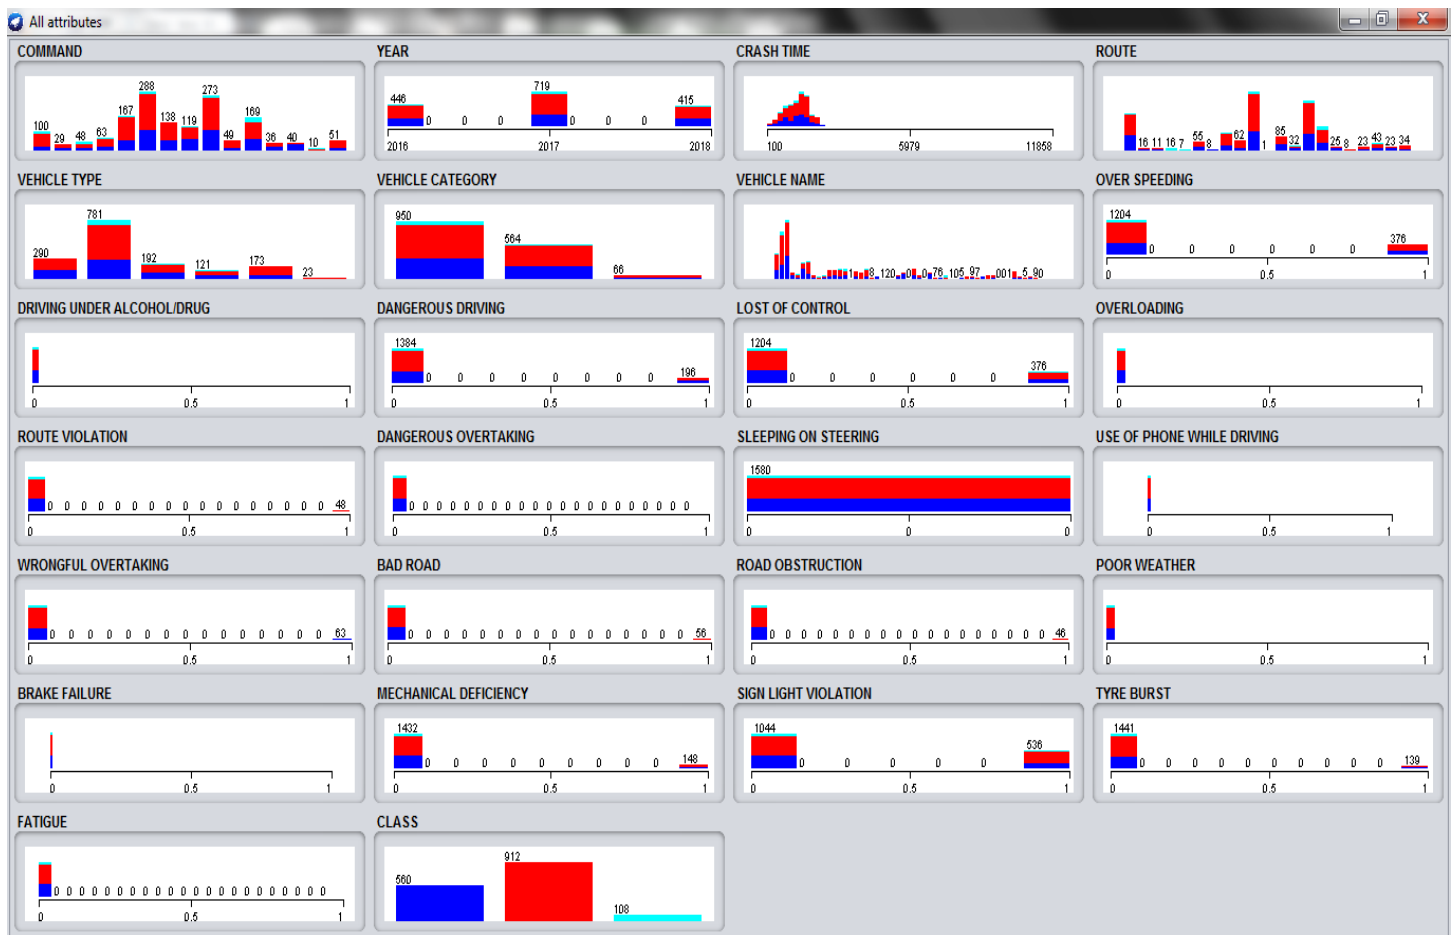 All attributes
COMMAND YEAR CRASH TIME ROUTE
100 29 48 63 167 288 138 119 273 49 169 36 40 10 51
446 0 0 719 0 0 415
2016 2017 2018
100 5979 11858
16 11 16 7 55 8 62 1 85 32 25 8 23 43 23 34
VEHICLE TYPE VEHICLE CATEGORY VEHICLE NAME OVER SPEEDING
290 781 192 121 173 23
950 564 66
1204 0 0 0 0 0 376
0 0.5 1
DRIVING UNDER ALCOHOL/DRUG DANGEROUS DRIVING LOST OF CONTROL OVERLOADING
0 0.5 1
1384 0 0 0 0 0 0 0 0 196
0 0.5 1
1204 0 0 0 0 0 0 376
0 0.5 1
0 0.5 1
ROUTE VIOLATION DANGEROUS OVERTAKING SLEEPING ON STEERING USE OF PHONE WHILE DRIVING
0 0 0 0 0 0 0 0 0 0 0 0 0 0 0 0 48
0 0.5 1
0 0 0 0 0 0 0 0 0 0 0 0 0 0 0 0 0 0 0
0 0.5 1
1580
0 0 0
0 0.5 1
WRONGFUL OVERTAKING BAD ROAD ROAD OBSTRUCTION POOR WEATHER
0 0 0 0 0 0 0 0 0 0 0 0 0 0 0 63
0 0.5 1
0 0 0 0 0 0 0 0 0 0 0 0 0 0 0 0 56
0 0.5 1
0 0 0 0 0 0 0 0 0 0 0 0 0 0 0 0 0 0 46
0 0.5 1
0 0.5 1
BRAKE FAILURE MECHANICAL DEFICIENCY SIGN LIGHT VIOLATION TYRE BURST
0 0.5 1
1432 0 0 0 0 0 0 0 0 0 148
0 0.5 1
1044 0 0 0 0 0 536
0 0.5 1
1441 0 0 0 0 0 0 0 0 0 0 139
0 0.5 1
FATIGUE CLASS
0 0 0 0 0 0 0 0 0 0 0 0 0 0 0 0 0 0 0 0 0
0 0.5 1
560 912 108